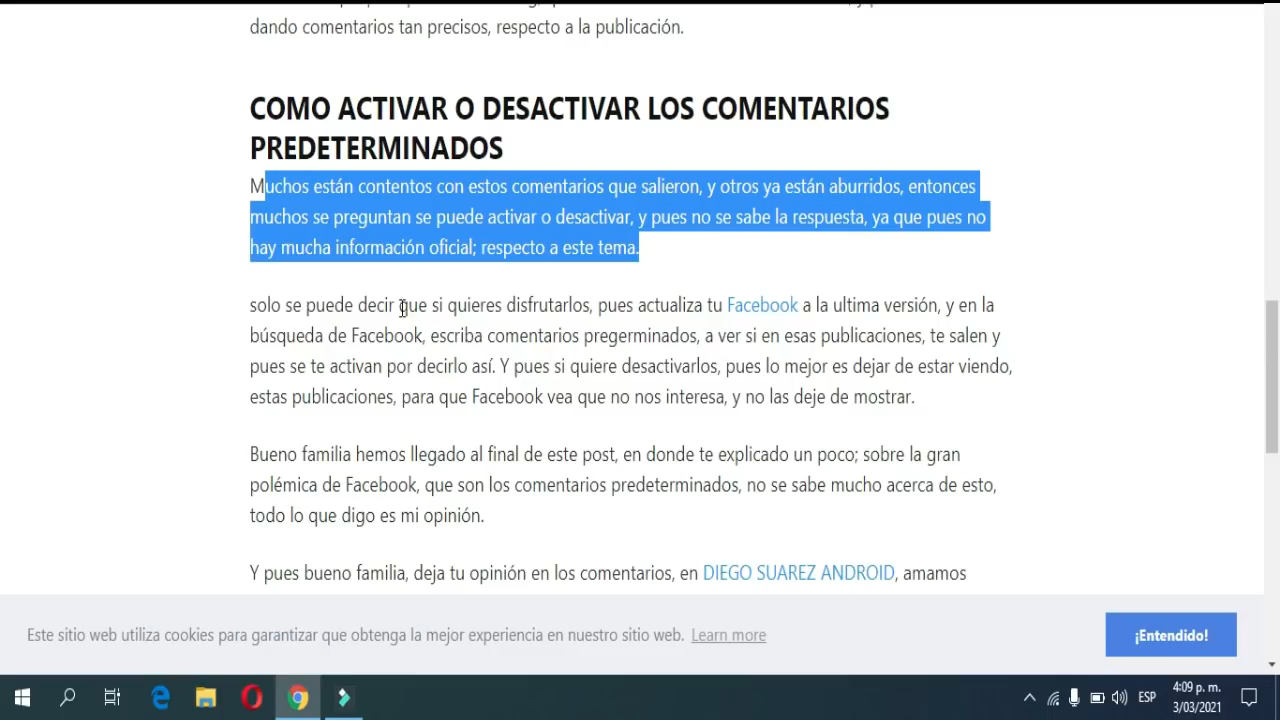 dando comentarios tan precisos, respecto a la publicación.
COMO ACTIVAR O DESACTIVAR LOS COMENTARIOS
PREDETERMINADOS
Muchos están contentos con estos comentarios que salieron, y otros ya están aburridos, entonces
muchos se preguntan se puede activar o desactivar, y pues no se sabe la respuesta, ya que pues no
hay mucha información oficial; respecto a este tema.
solo se puede decir que si quieres disfrutarlos, pues actualiza tu Facebook a la ultima versión, y en la
búsqueda de Facebook, escriba comentarios pregerminados, a ver si en esas publicaciones, te salen y
pues se te activan por decirlo así. Y pues si quiere desactivarlos, pues lo mejor es dejar de estar viendo,
estas publicaciones, para que Facebook vea que no nos interesa, y no las deje de mostrar.
Bueno familia hemos llegado al final de este post, en donde te explicado un poco; sobre la gran
polémica de Facebook, que son los comentarios predeterminados, no se sabe mucho acerca de esto,
todo lo que digo es mi opinión.
Y pues bueno familia, deja tu opinión en los comentarios, en DIEGO SUAREZ ANDROID, amamos
Este sitio web utiliza cookies para garantizar que obtenga la mejor experiencia en nuestro sitio web. Learn more
¡Entendido!
ESP
4:09 p. m.
3/03/2021